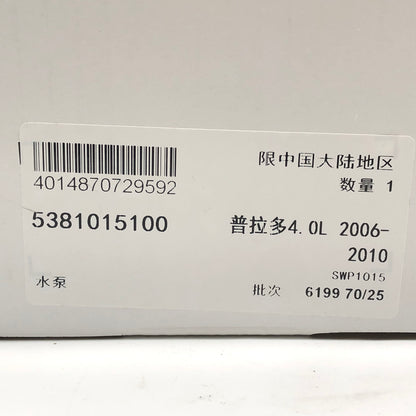 限中国大陆地区
数量 1
4014870729592
5381015100
普拉多4.0L 2006-
2010
SWP1015
水泵
批次 6199 70/25